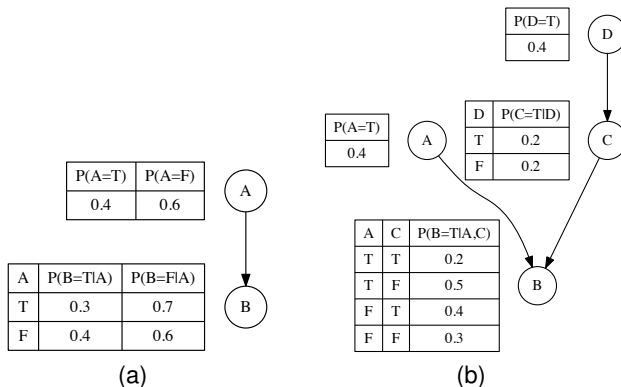 P(D=T)
0.4
D
P(A=T)
0.4
A
D P(C=T|D)
T 0.2
F 0.2
C
P(A=T) P(A=F)
0.4 0.6
A
A P(B=T|A) P(B=F|A)
T 0.3 0.7
F 0.4 0.6
B
A C P(B=T|A,C)
T T 0.2
T F 0.5
F T 0.4
F F 0.3
B
(a)
(b)